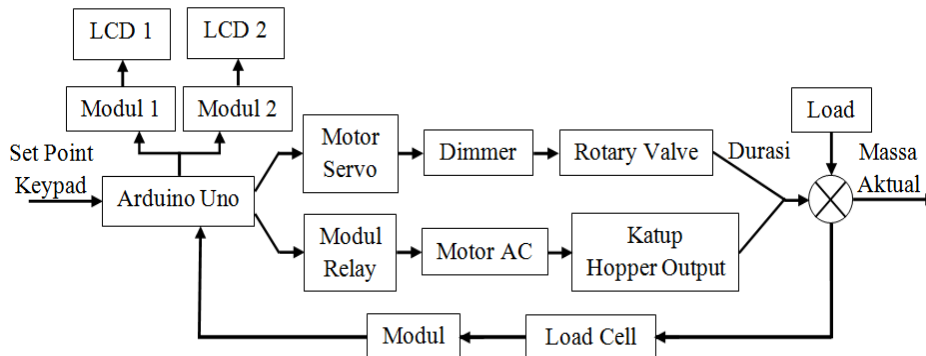 LCD 1
LCD 2
Modul 1
Modul 2
Set Point
Keypad
Arduino Uno
Motor
Servo
Dimmer
Rotary Valve
Durasi
Load
Massa
Aktual
Modul
Relay
Motor AC
Katup
Hopper Output
Modul
Load Cell